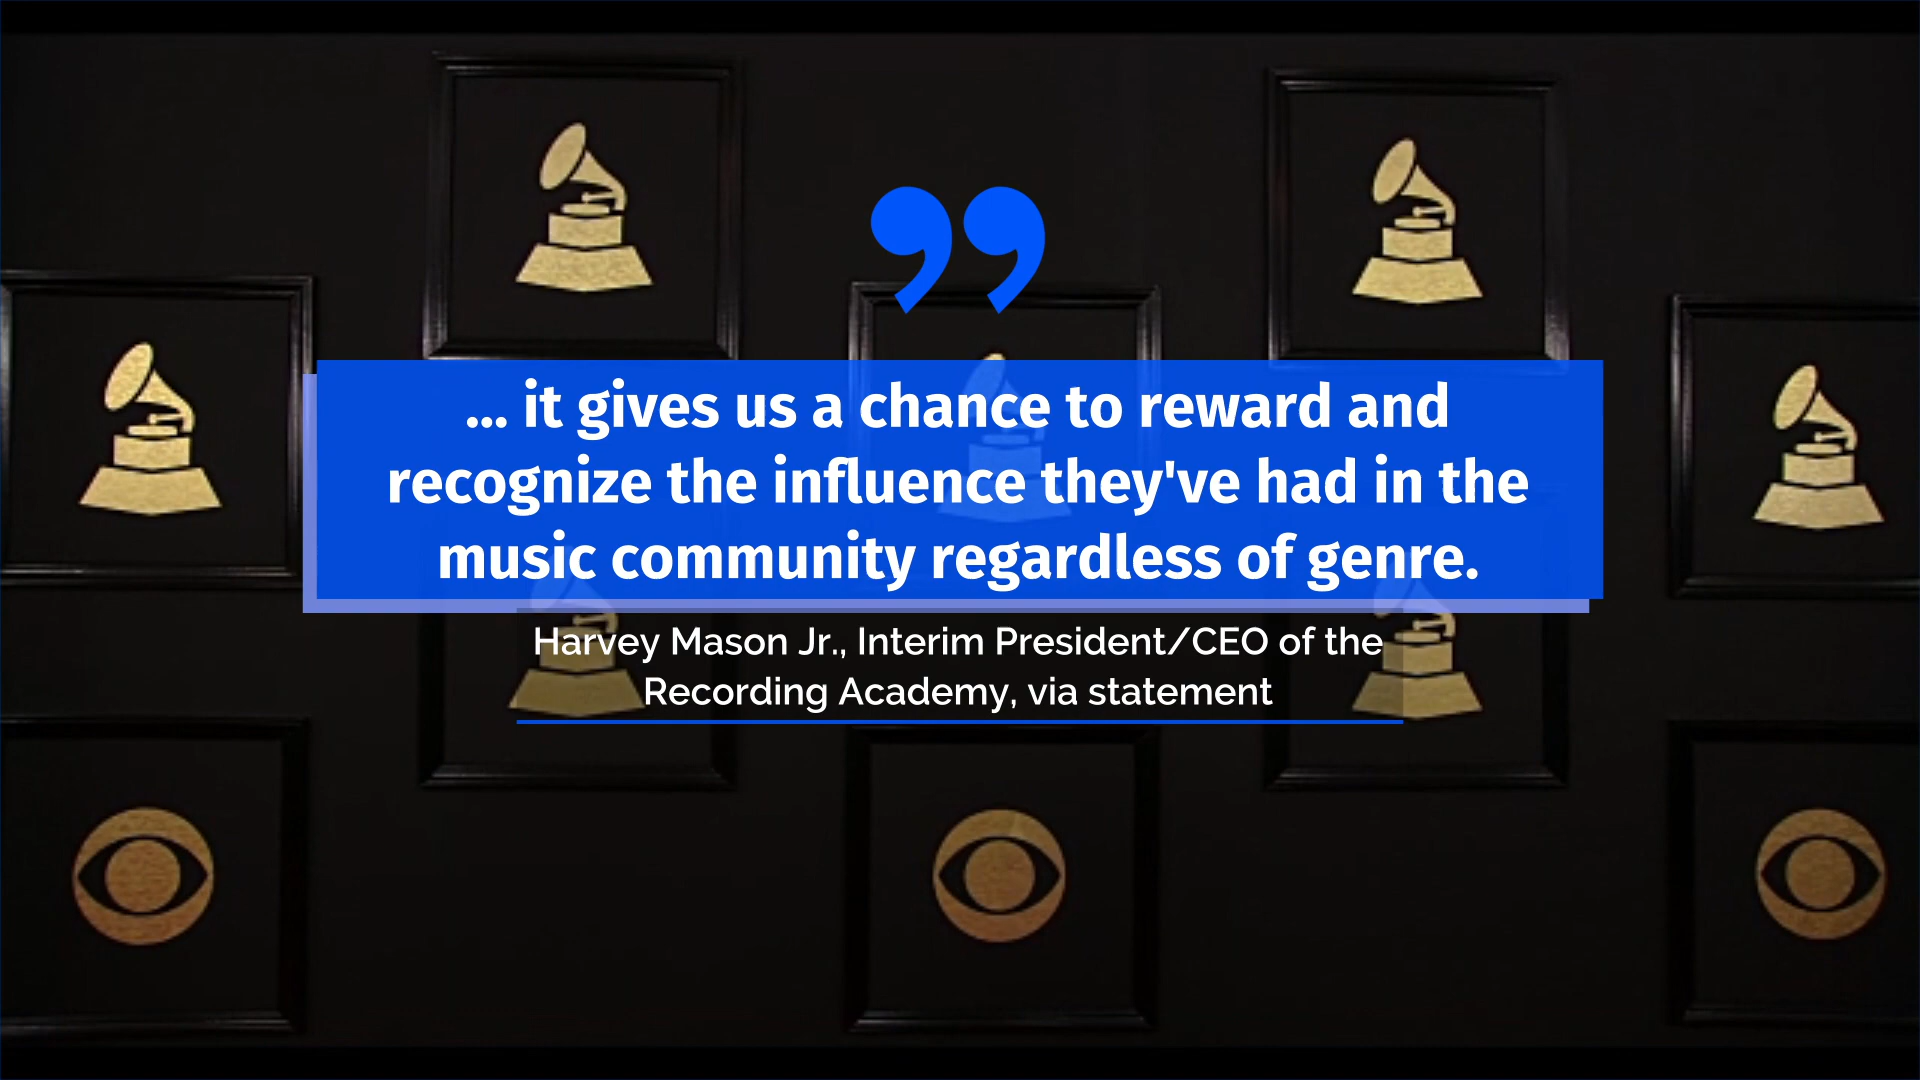 ”
... it gives us a chance to reward and
recognize the influence they've had in the
music community regardless of genre.
Harvey Mason Jr., Interim President/CEO of the
Recording Academy, via statement